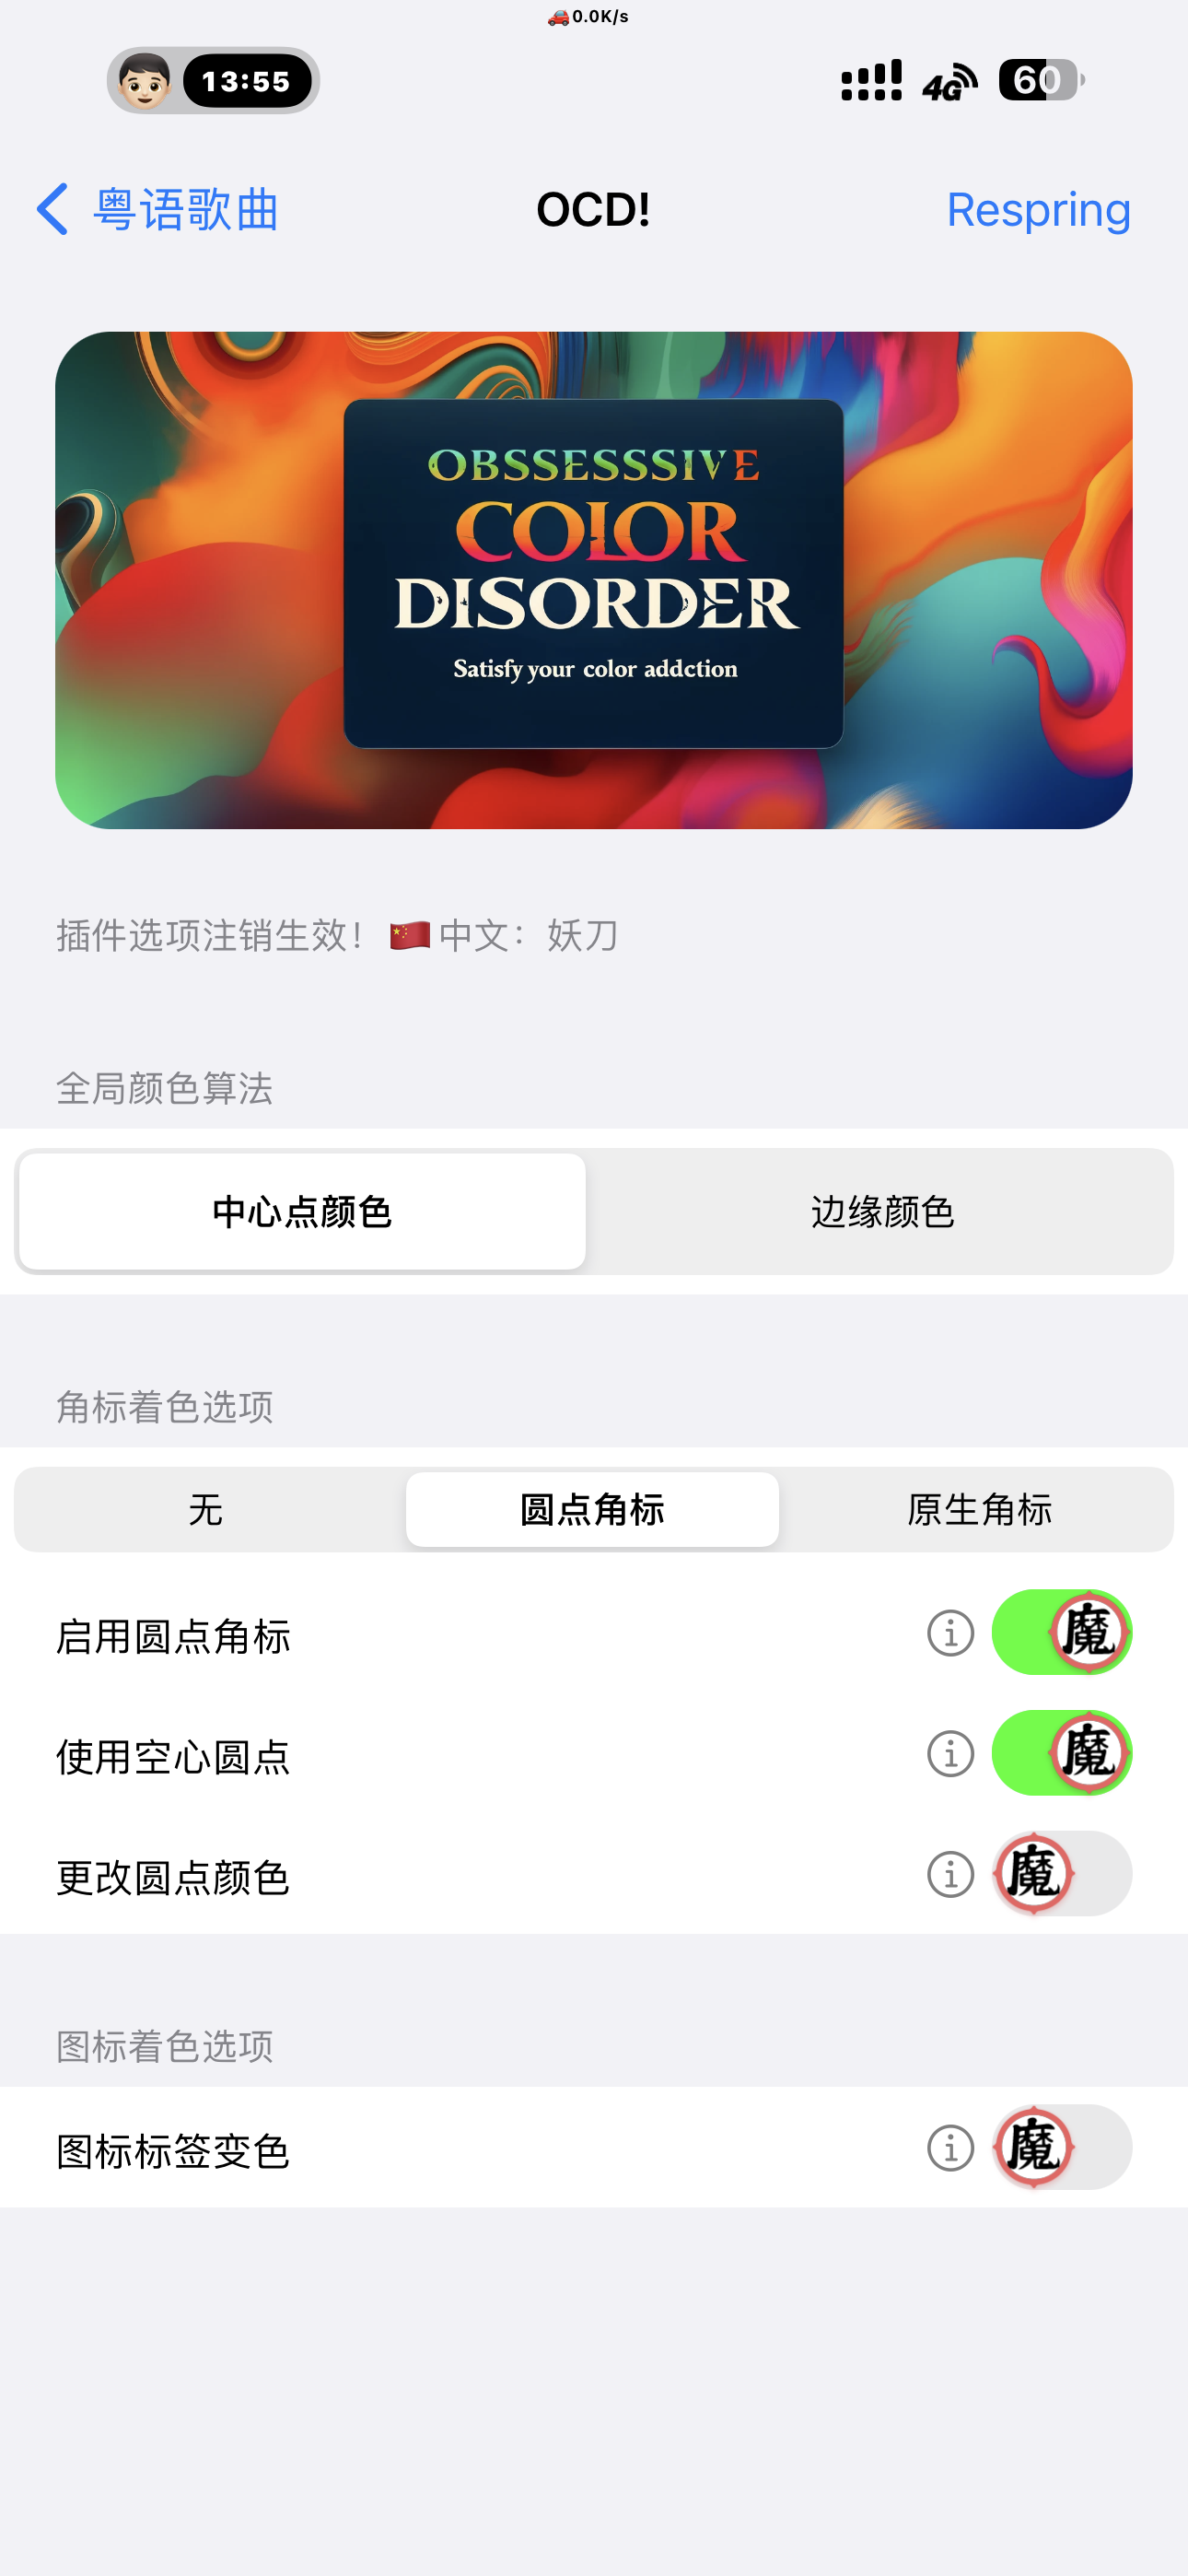 🚗0.0K/s
13:55
4G
60
粤语歌曲
OCD!
Respring
OBSSESSSIVE
COLOR
DISORDER
Satisfy your color addction
插件选项注销生效！🇨🇳中文：妖刀
全局颜色算法
中心点颜色
边缘颜色
角标着色选项
无
圆点角标
原生角标
启用圆点角标
魔
使用空心圆点
魔
更改圆点颜色
魔
图标着色选项
图标标签变色
魔